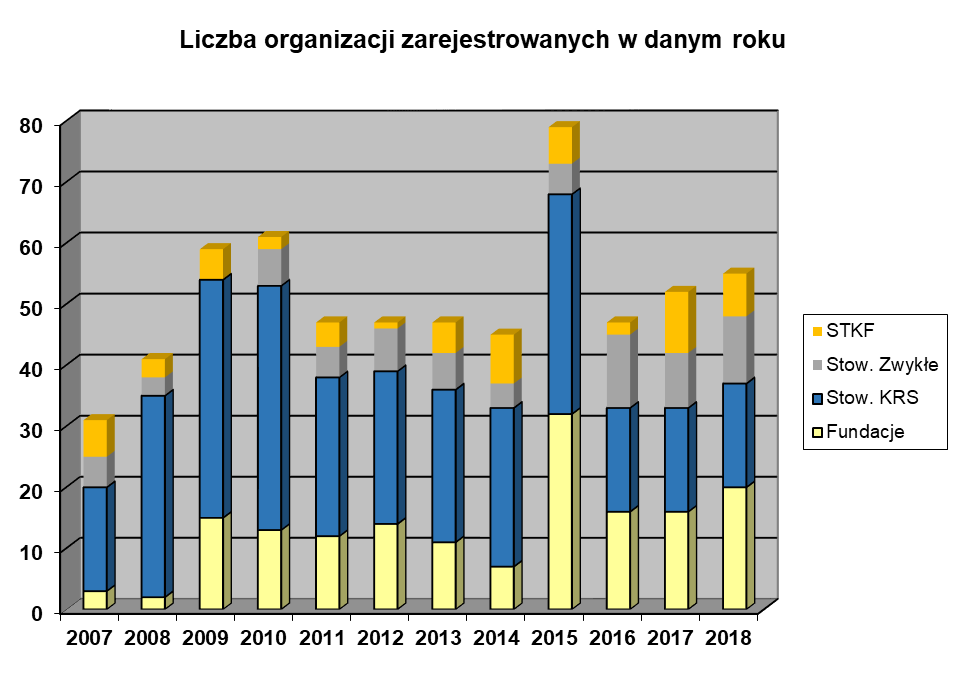 Liczba organizacji zarejestrowanych w danym roku
80
70
60
50
40
30
20
10
0
2007 2008 2009 2010 2011 2012 2013 2014 2015 2016 2017 2018
STKF
Stow. Zwykłe
Stow. KRS
Fundacje